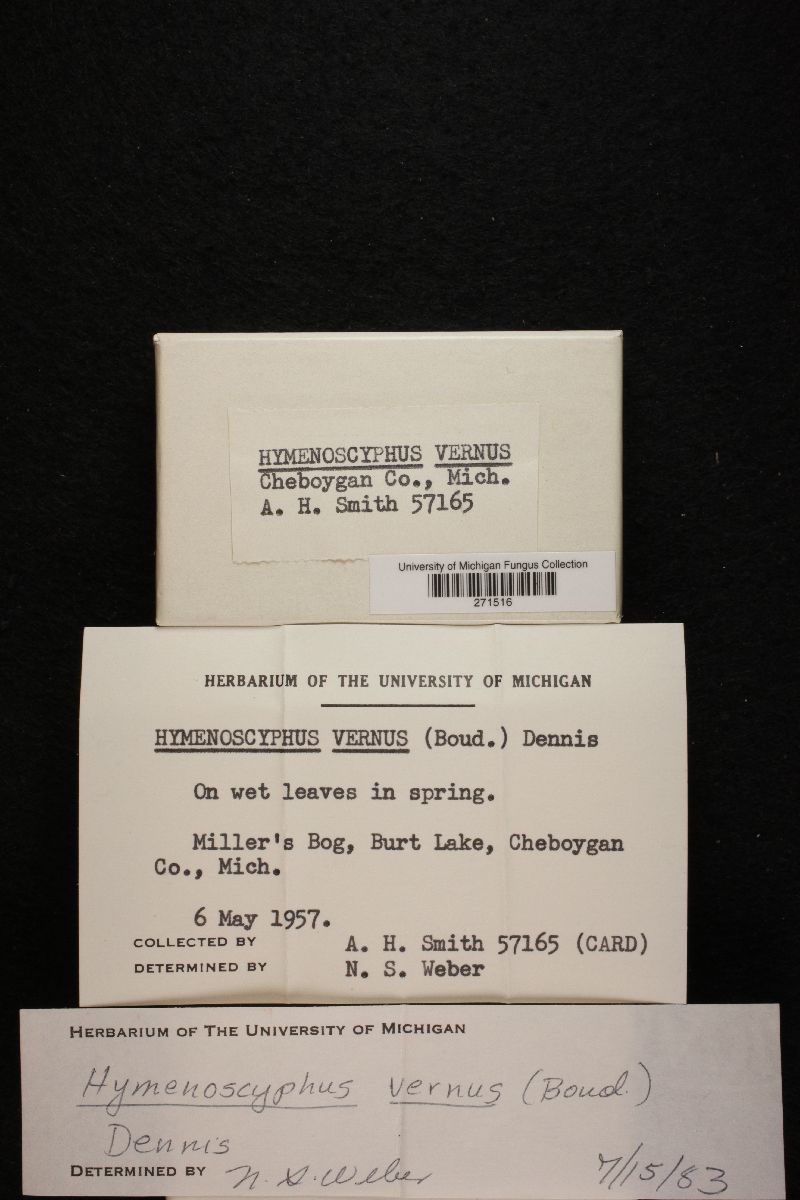 HYMENOSCYPHUS VERNUS
Cheboygan Co., Mich.
A. H. Smith 57165
University of Michigan Fungus Collection
271516
HERBARIUM OF THE UNIVERSITY OF MICHIGAN
HYMENOSCYPHUS VERNUS (Boud.) Dennis
On wet leaves in spring.
Miller's Bog, Burt Lake, Cheboygan
Co., Mich.
6 May 1957.
COLLECTED BY A. H. Smith 57165 (CARD)
DETERMINED BY N. S. Weber
HERBARIUM OF THE UNIVERSITY OF MICHIGAN
Hymenoscyphus vernus (Boud.)
Dennis
DETERMINED BY N. S. Weber 7/15/83